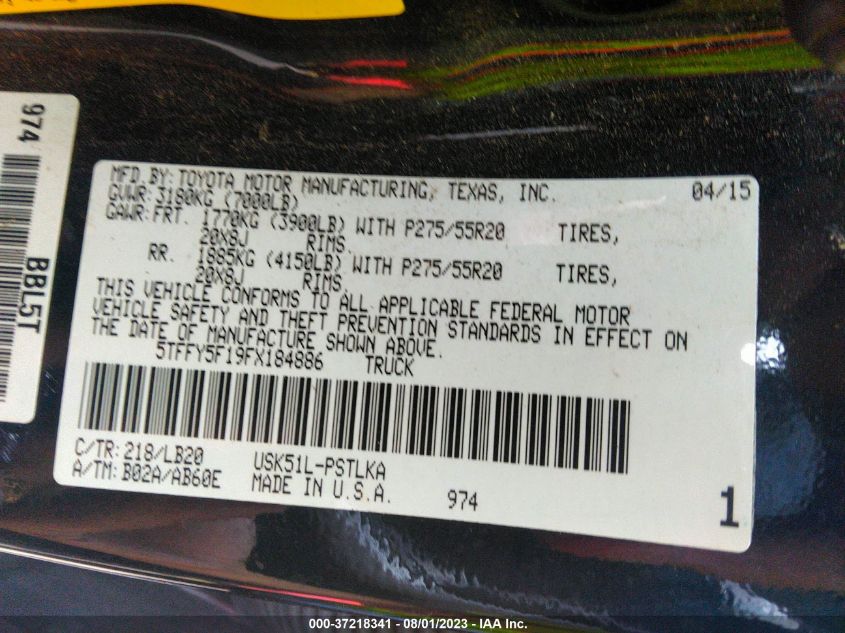 974
BBL5T
MFD.BY: TOYOTA MOTOR MANUFACTURING, TEXAS, INC. 04/15
GVWR: 3180KG (7000LB)
GAWR: FRT. 1770KG (3900LB) WITH P275/55R20 TIRES,
20X8J RIMS.
RR. 1885KG (4150LB) WITH P275/55R20 TIRES,
20X8J RIMS.
THIS VEHICLE CONFORMS TO ALL APPLICABLE FEDERAL MOTOR
VEHICLE SAFETY AND THEFT PREVENTION STANDARDS IN EFFECT ON
THE DATE OF MANUFACTURE SHOWN ABOVE.
5TFFY5F19FX184886 TRUCK
C/TR: 218/LB20 USK51L-PSTLKA
A/TM: B02A/AB60E MADE IN U.S.A. 974
1
000-37218341 - 08/01/2023 - IAA Inc.